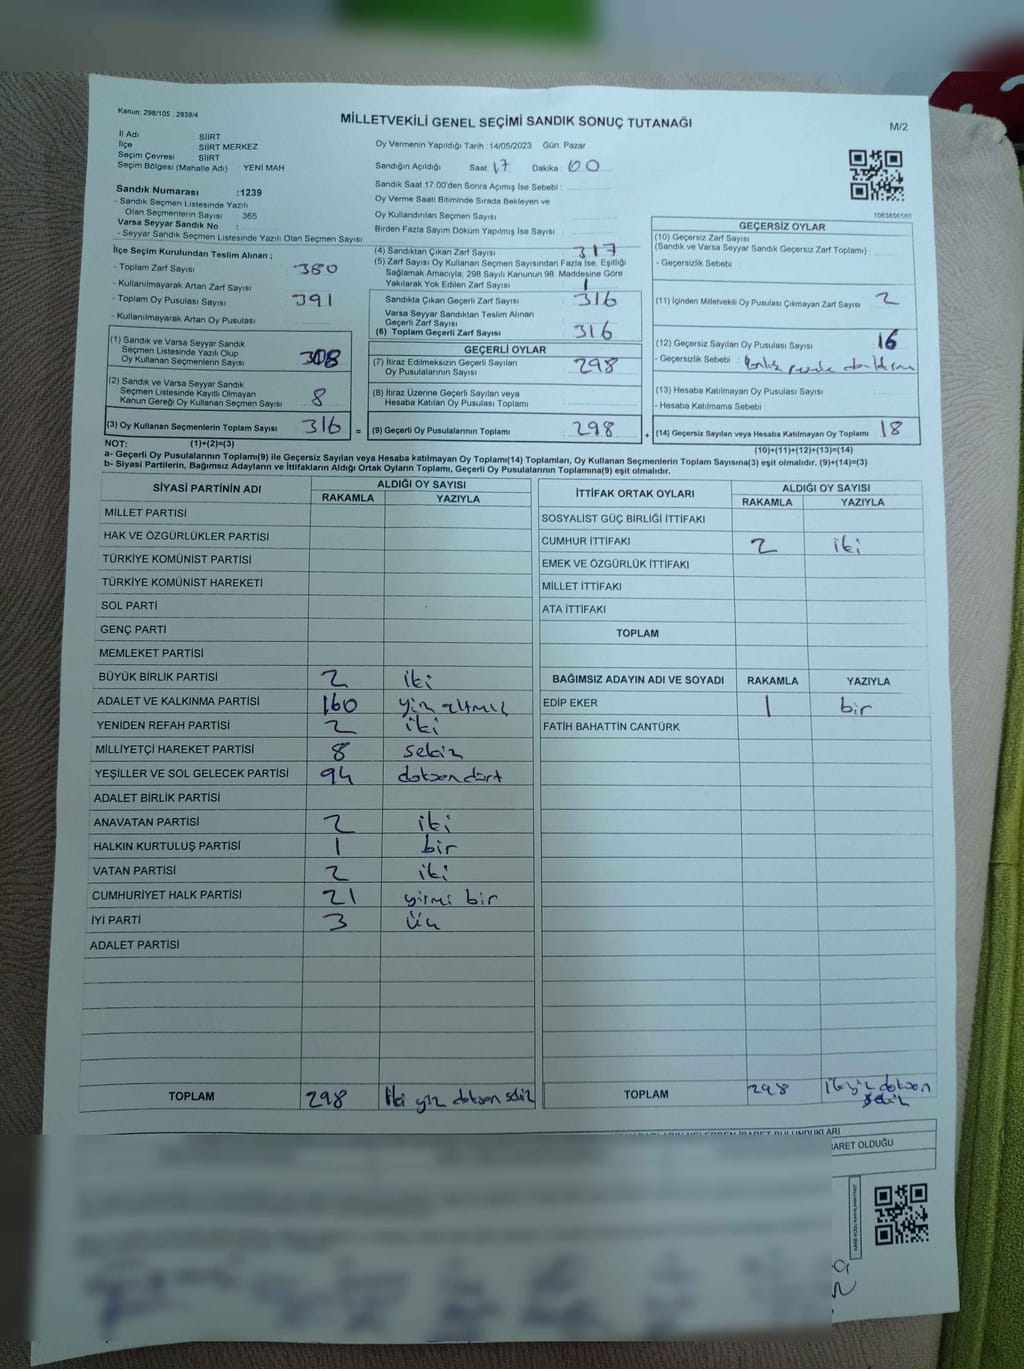 Kanun: 298/105 , 2839/4
MİLLETVEKİLİ GENEL SEÇİMİ SANDIK SONUÇ TUTANAĞI
M/2
İl Adı : SİİRT
İlçe : SİİRT MERKEZ
Seçim Çevresi : SİİRT
Seçim Bölgesi (Mahalle Adı) YENİ MAH
Sandık Numarası :1239
- Sandık Seçmen Listesinde Yazılı
Olan Seçmenlerin Sayısı : 365
Varsa Seyyar Sandık No :
- Seyyar Sandık Seçmen Listesinde Yazılı Olan Seçmen Sayısı
Oy Vermenin Yapıldığı Tarih :14/05/2023 Gün: Pazar
Sandığın Açıldığı Saat 17 Dakika : 00
Sandık Saat 17.00'den Sonra Açılmış İse Sebebi :
Oy Verme Saati Bitiminde Sırada Bekleyen ve
Oy Kullandırılan Seçmen Sayısı
Birden Fazla Sayım Döküm Yapılmış İse Sayısı
1083656560
İlçe Seçim Kurulundan Teslim Alınan ;
- Toplam Zarf Sayısı : 380
- Kullanılmayarak Artan Zarf Sayısı :
- Toplam Oy Pusulası Sayısı : 391
- Kullanılmayarak Artan Oy Pusulası :
(1) Sandık ve Varsa Seyyar Sandık
Seçmen Listesinde Yazılı Olup
Oy Kullanan Seçmenlerin Sayısı : 308
(2) Sandık ve Varsa Seyyar Sandık
Seçmen Listesinde Kayıtlı Olmayan
Kanun Gereği Oy Kullanan Seçmen Sayısı : 8
(3) Oy Kullanan Seçmenlerin Toplam Sayısı : 316 =
(4) Sandıktan Çıkan Zarf Sayısı : 317
(5) Zarf Sayısı Oy Kullanan Seçmen Sayısından Fazla İse, Eşitliği
Sağlamak Amacıyla, 298 Sayılı Kanunun 98. Maddesine Göre
Yakılarak Yok Edilen Zarf Sayısı : 1
Sandıkta Çıkan Geçerli Zarf Sayısı : 316
Varsa Seyyar Sandıktan Teslim Alınan
Geçerli Zarf Sayısı
(6) Toplam Geçerli Zarf Sayısı : 316
GEÇERLİ OYLAR
(7) İtiraz Edilmeksizin Geçerli Sayılan
Oy Pusulalarının Sayısı : 298
(8) İtiraz Üzerine Geçerli Sayılan veya
Hesaba Katılan Oy Pusulası Toplamı :
(9) Geçerli Oy Pusulalarının Toplamı : 298 +
GEÇERSİZ OYLAR
(10) Geçersiz Zarf Sayısı
(Sandık ve Varsa Seyyar Sandık Geçersiz Zarf Toplamı) :
- Geçersizlik Sebebi :
(11) İçinden Milletvekili Oy Pusulası Çıkmayan Zarf Sayısı : 2
(12) Geçersiz Sayılan Oy Pusulası Sayısı : 16
- Geçersizlik Sebebi :
(13) Hesaba Katılmayan Oy Pusulası Sayısı :
- Hesaba Katılmama Sebebi :
(14) Geçersiz Sayılan veya Hesaba Katılmayan Oy Toplamı : 18
NOT: (1)+(2)=(3)
(10)+(11)+(12)+(13)=(14)
a- Geçerli Oy Pusulasının Toplamı(9) ile Geçersiz Sayılan veya Hesaba katılmayan Oy Toplamı(14) Toplamları, Oy Kullanan Seçmenlerin Toplam Sayısına(3) eşit olmalıdır. (9)+(14)=(3)
b- Siyasi Partilerin, Bağımsız Adayların ve İttifakların Aldığı Ortak Oyların Toplamı, Geçerli Oy Pusulalarının Toplamına(9) eşit olmalıdır.
SİYASİ PARTİNİN ADI ALDIĞI OY SAYISI
RAKAMLA YAZIYLA
MİLLET PARTİSİ
HAK VE ÖZGÜRLÜKLER PARTİSİ
TÜRKİYE KOMÜNİST PARTİSİ
TÜRKİYE KOMÜNİST HAREKETİ
SOL PARTİ
GENÇ PARTİ
MEMLEKET PARTİSİ
BÜYÜK BİRLİK PARTİSİ 2 iki
ADALET VE KALKINMA PARTİSİ 160 yüz altmış
YENİDEN REFAH PARTİSİ 2 iki
MİLLİYETÇİ HAREKET PARTİSİ 8 sekiz
YEŞİLLER VE SOL GELECEK PARTİSİ 94 doksandört
ADALET BİRLİK PARTİSİ
ANAVATAN PARTİSİ 2 iki
HALKIN KURTULUŞ PARTİSİ 1 bir
VATAN PARTİSİ 2 iki
CUMHURİYET HALK PARTİSİ 21 yirmi bir
İYİ PARTİ 3 Üç
ADALET PARTİSİ
TOPLAM 298 iki yüz doksan sekiz
İTTİFAK ORTAK OYLARI ALDIĞI OY SAYISI
RAKAMLA YAZIYLA
SOSYALİST GÜÇ BİRLİĞİ İTTİFAKI
CUMHUR İTTİFAKI 2 iki
EMEK VE ÖZGÜRLÜK İTTİFAKI
MİLLET İTTİFAKI
ATA İTTİFAKI
TOPLAM
BAĞIMSIZ ADAYIN ADI VE SOYADI RAKAMLA YAZIYLA
EDİP EKER 1 bir
FATİH BAHATTİN CANTÜRK
TOPLAM 298 ikiyüz doksan
sekiz
BARET OLDUĞU